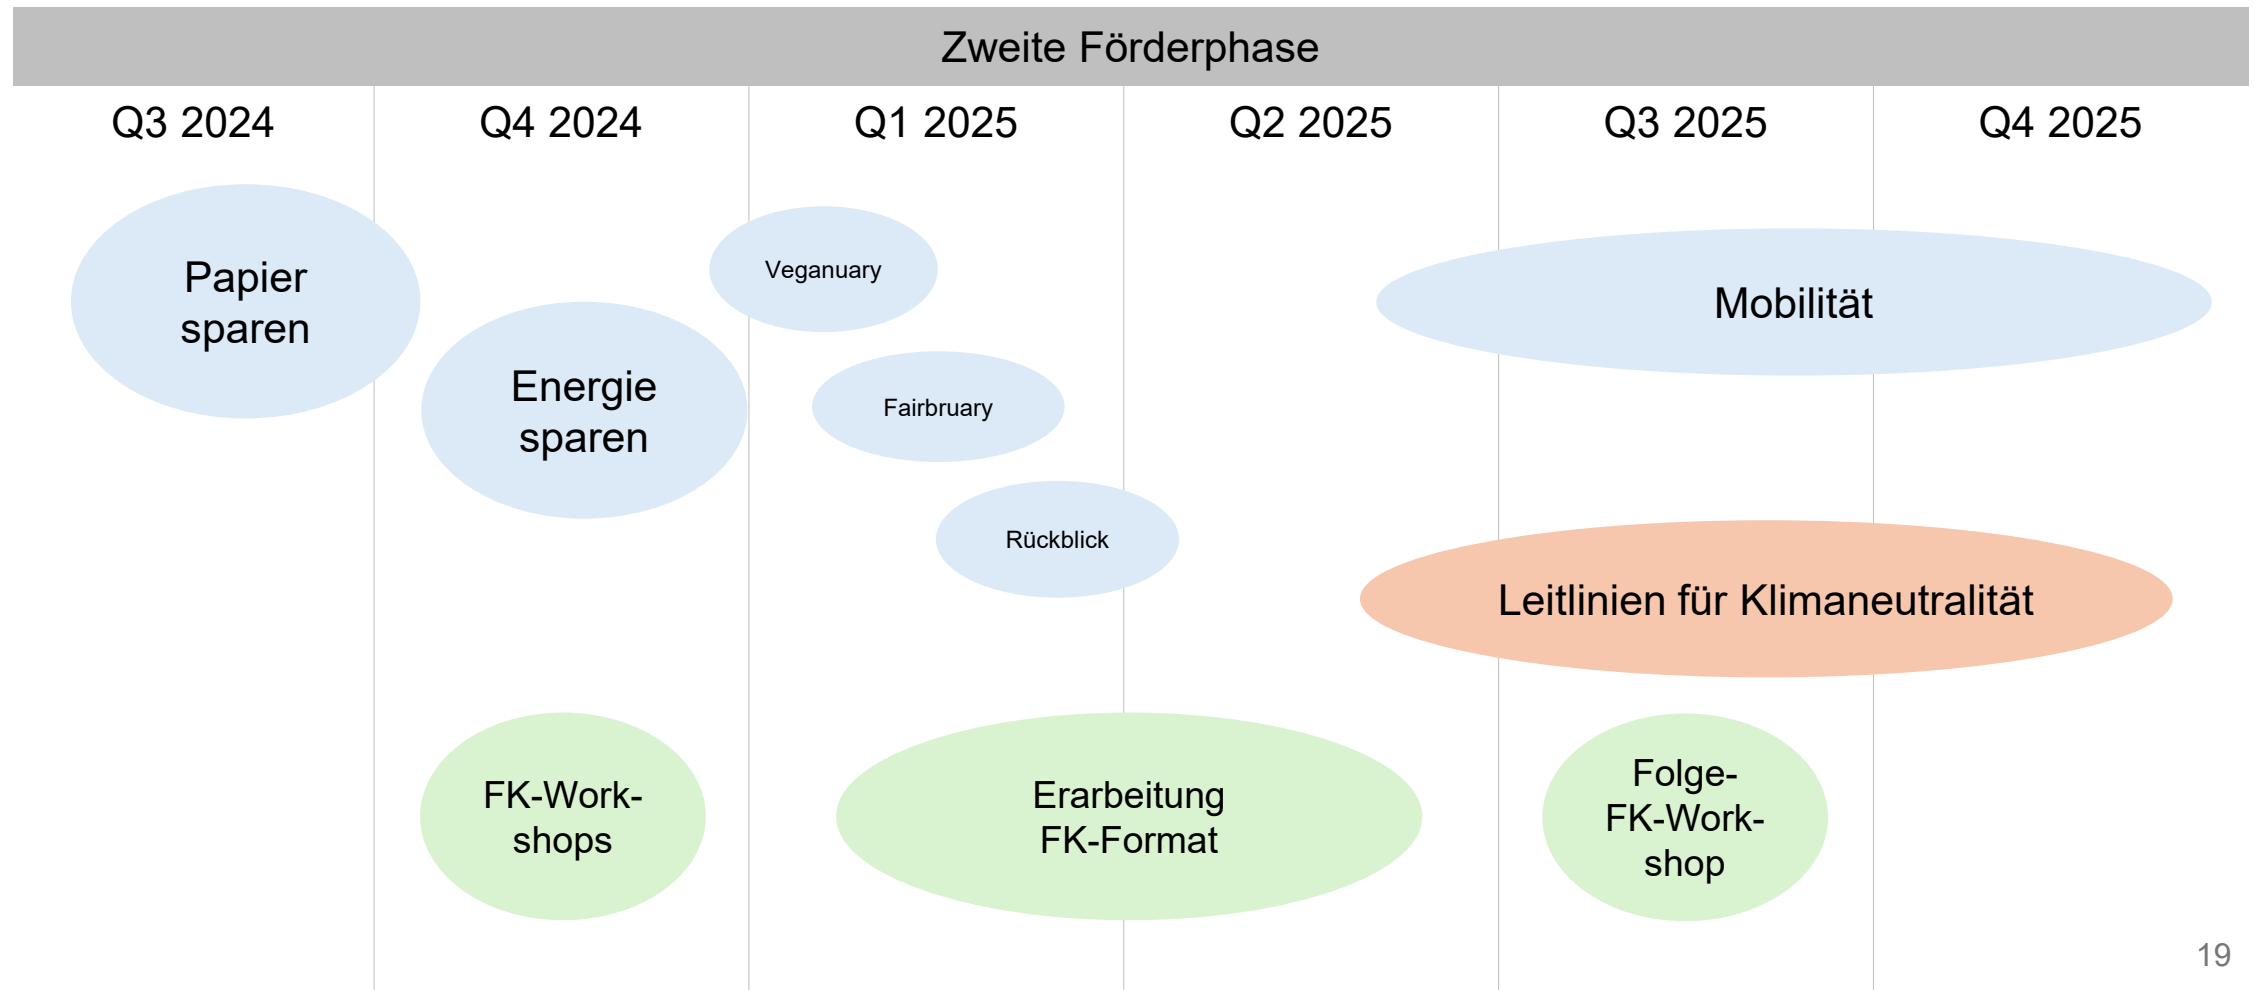 Zweite Förderphase
Q3 2024
Q4 2024
Q1 2025
Q2 2025
Q3 2025
Q4 2025
Papier
sparen
Energie
sparen
Veganuary
Fairbruary
Rückblick
Mobilität
Leitlinien für Klimaneutralität
FK-Work-
shops
Erarbeitung
FK-Format
Folge-
FK-Work-
shop
19